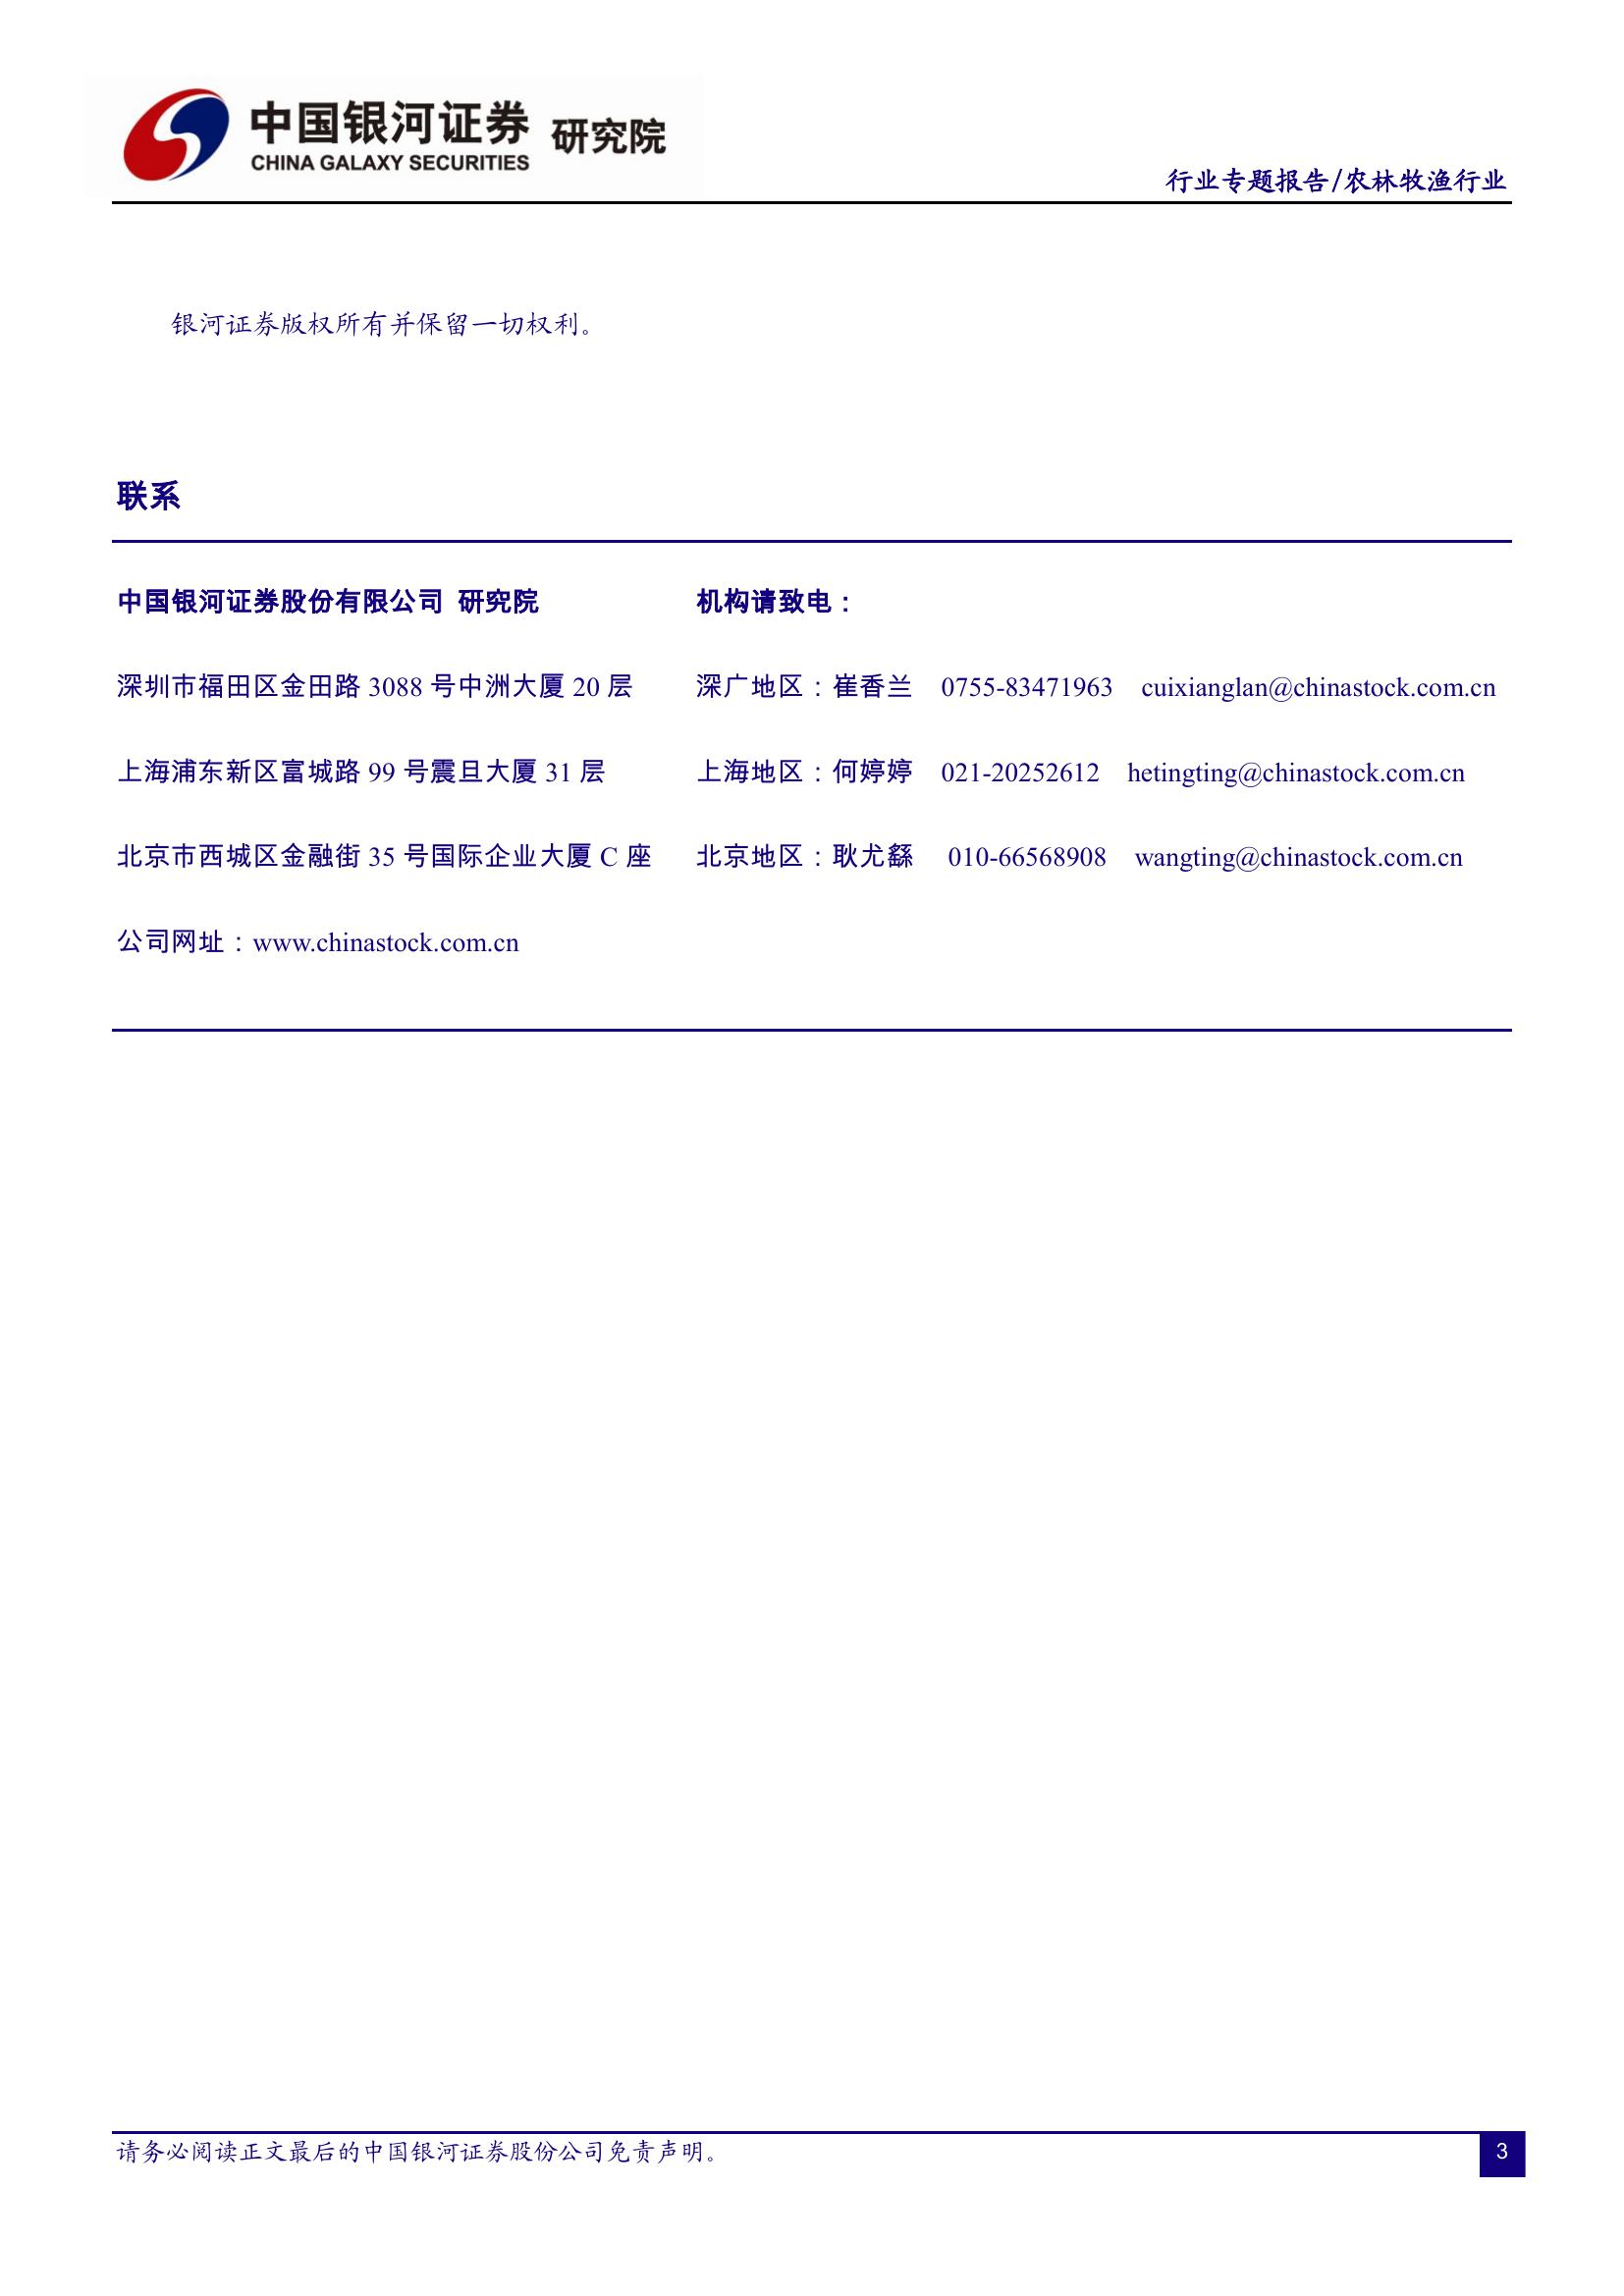 中国银河证券 研究院
CHINA GALAXY SECURITIES
行业专题报告/农林牧渔行业
银河证券版权所有并保留一切权利。
联系
中国银河证券股份有限公司 研究院 机构请致电：
深圳市福田区金田路 3088 号中洲大厦 20 层 深广地区：崔香兰 0755-83471963 cuixianglan@chinastock.com.cn
上海浦东新区富城路 99 号震旦大厦 31 层 上海地区：何婷婷 021-20252612 hetingting@chinastock.com.cn
北京市西城区金融街 35 号国际企业大厦 C 座 北京地区：耿尤繇 010-66568908 wangting@chinastock.com.cn
公司网址：www.chinastock.com.cn
请务必阅读正文最后的中国银河证券股份公司免责声明。
3